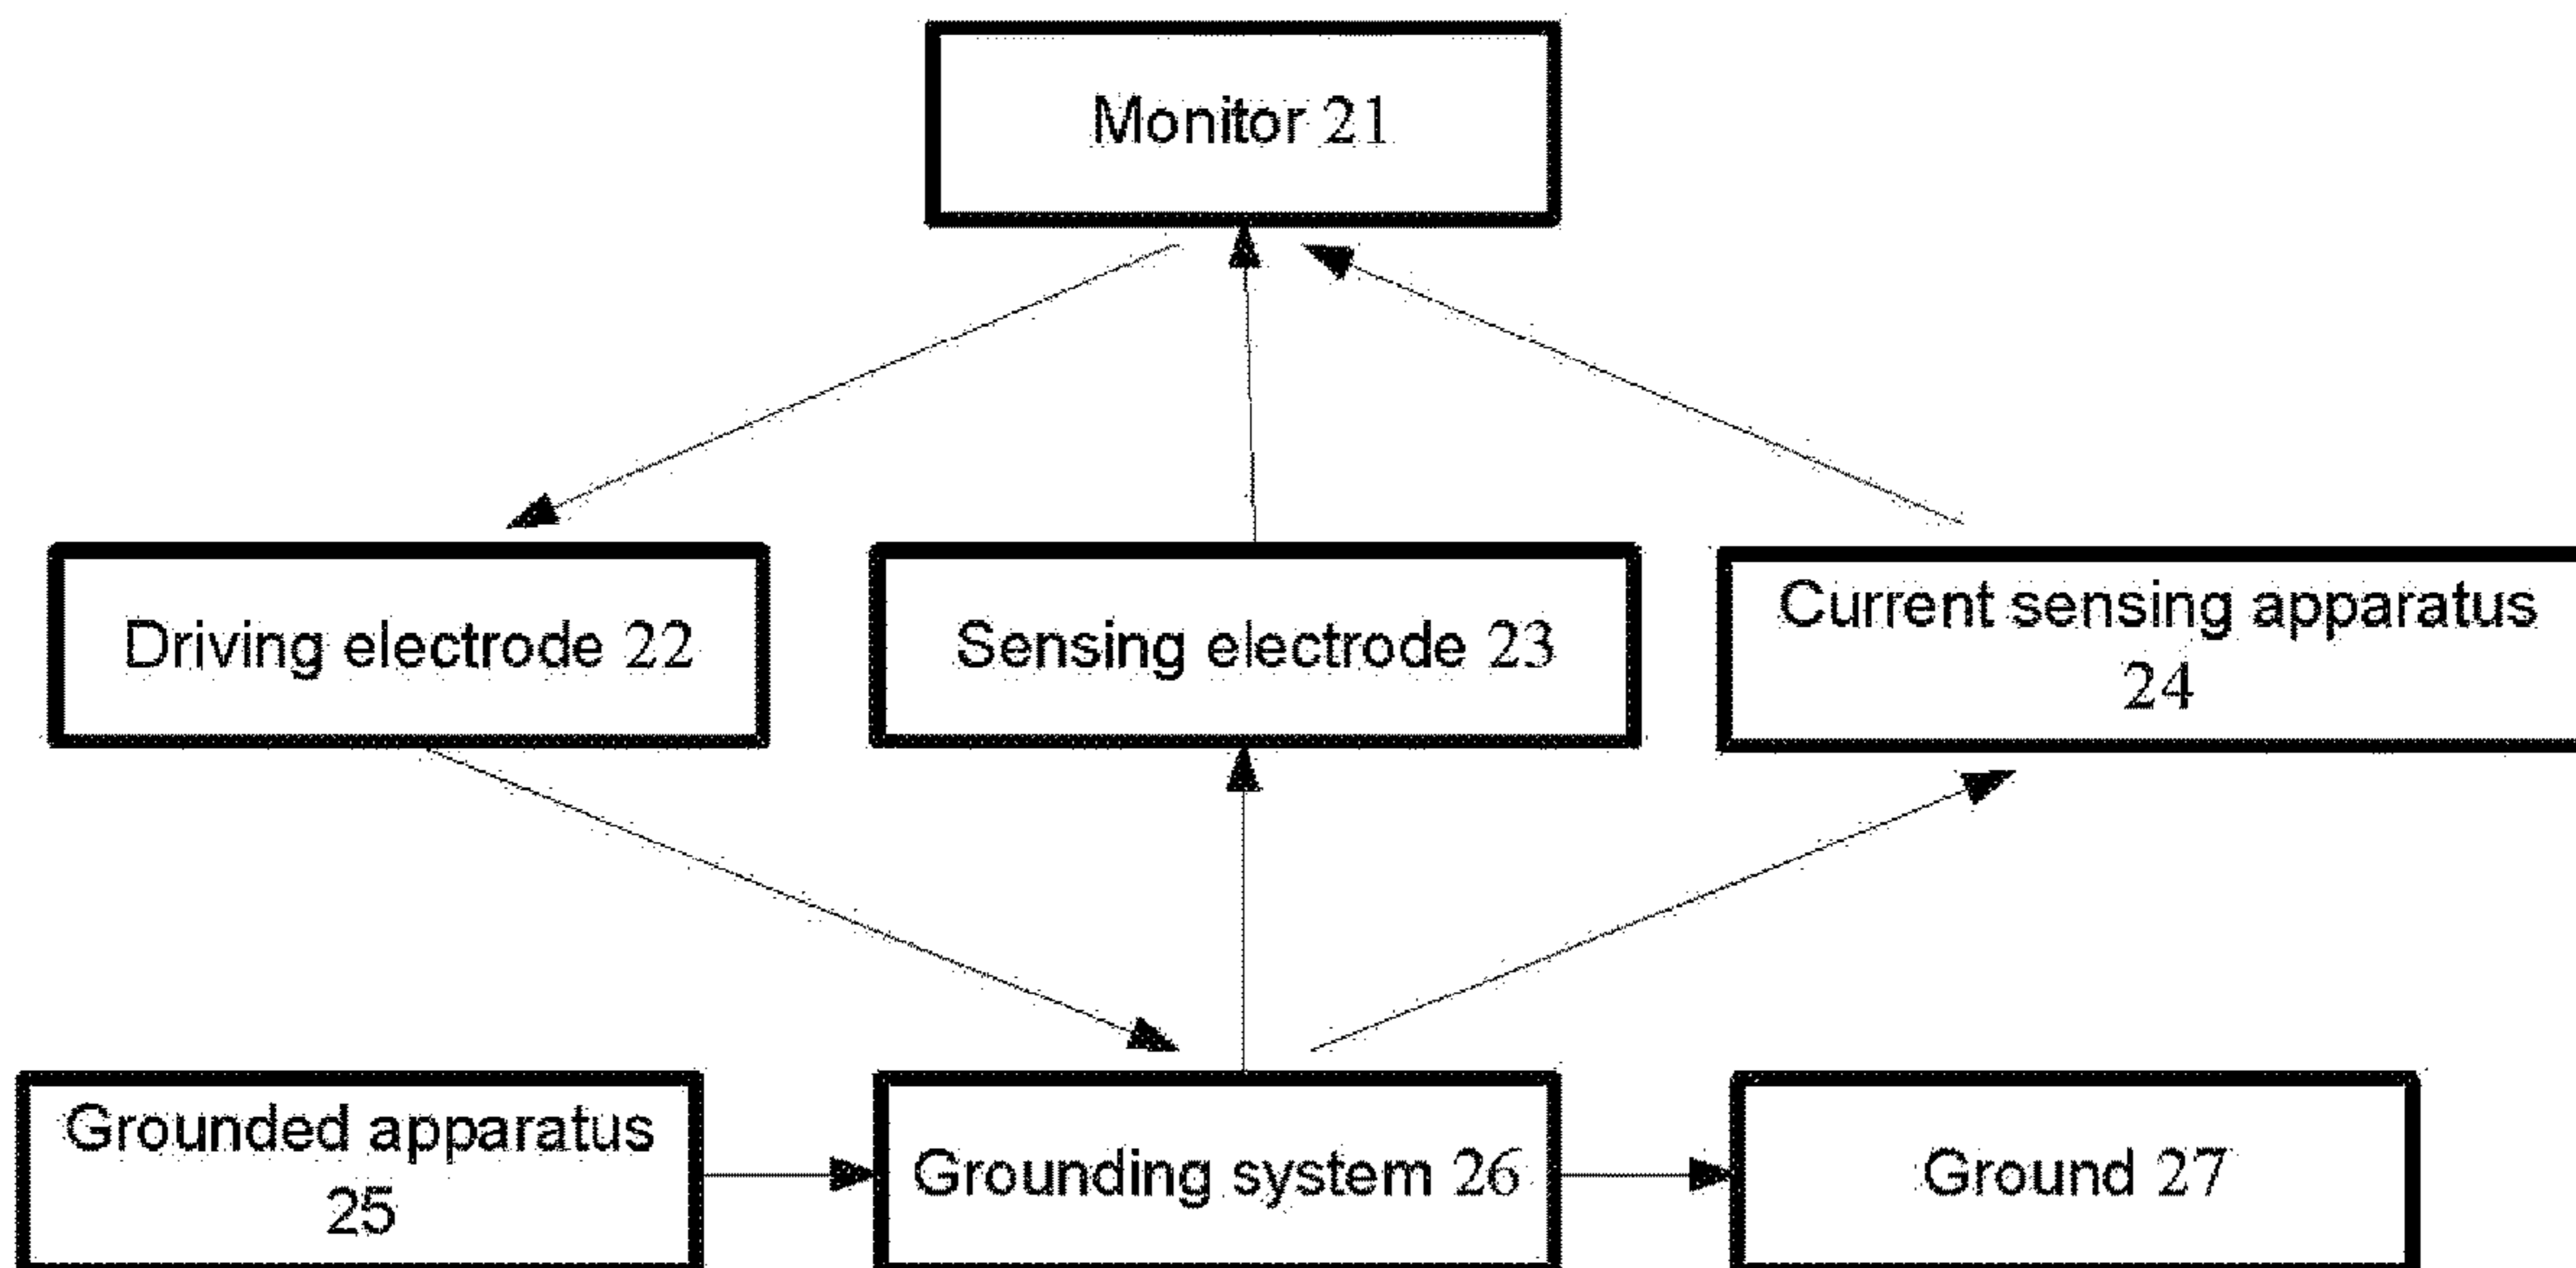 Monitor 21
Driving electrode 22
Sensing electrode 23
Current sensing apparatus
24
Grounded apparatus
25
Grounding system 26
Ground 27